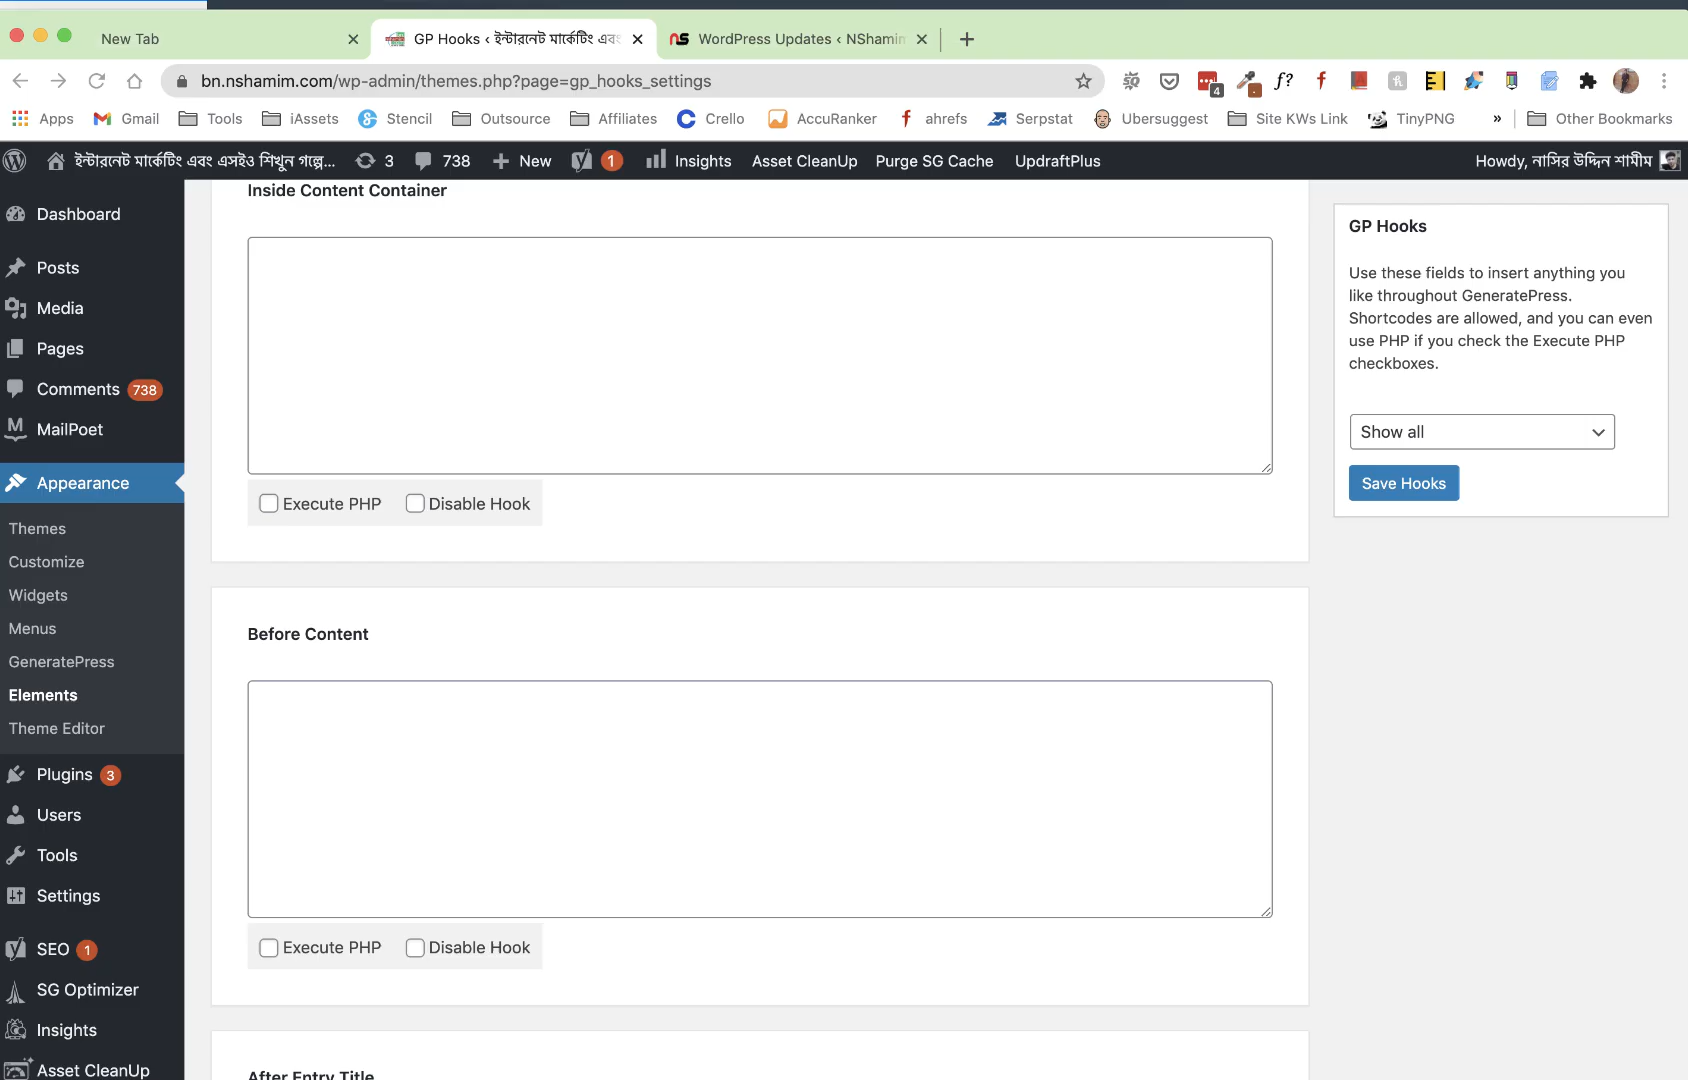 New Tab
GP Hooks ‹ ইন্টারনেট মার্কেটিং এবং
WordPress Updates ‹ NShamim
bn.nshamim.com/wp-admin/themes.php?page=gp_hooks_settings
4
f?
Apps
Gmail
Tools
iAssets
Stencil
Outsource
Affiliates
Crello
AccuRanker
ahrefs
Serpstat
Ubersuggest
Site KWs Link
TinyPNG
»
Other Bookmarks
ইন্টারনেট মার্কেটিং এবং এসইও শিখুন গল্পে...
3
738
New
1
Insights
Asset CleanUp
Purge SG Cache
UpdraftPlus
Howdy, নাসির উদ্দিন শামীম
Dashboard
Posts
Media
Pages
Comments 738
MailPoet
Appearance
Themes
Customize
Widgets
Menus
GeneratePress
Elements
Theme Editor
Plugins 3
Users
Tools
Settings
SEO 1
SG Optimizer
Insights
Asset CleanUp
Inside Content Container
Execute PHP
Disable Hook
Before Content
Execute PHP
Disable Hook
After Entry Title
GP Hooks
Use these fields to insert anything you
like throughout GeneratePress.
Shortcodes are allowed, and you can even
use PHP if you check the Execute PHP
checkboxes.
Show all
Save Hooks